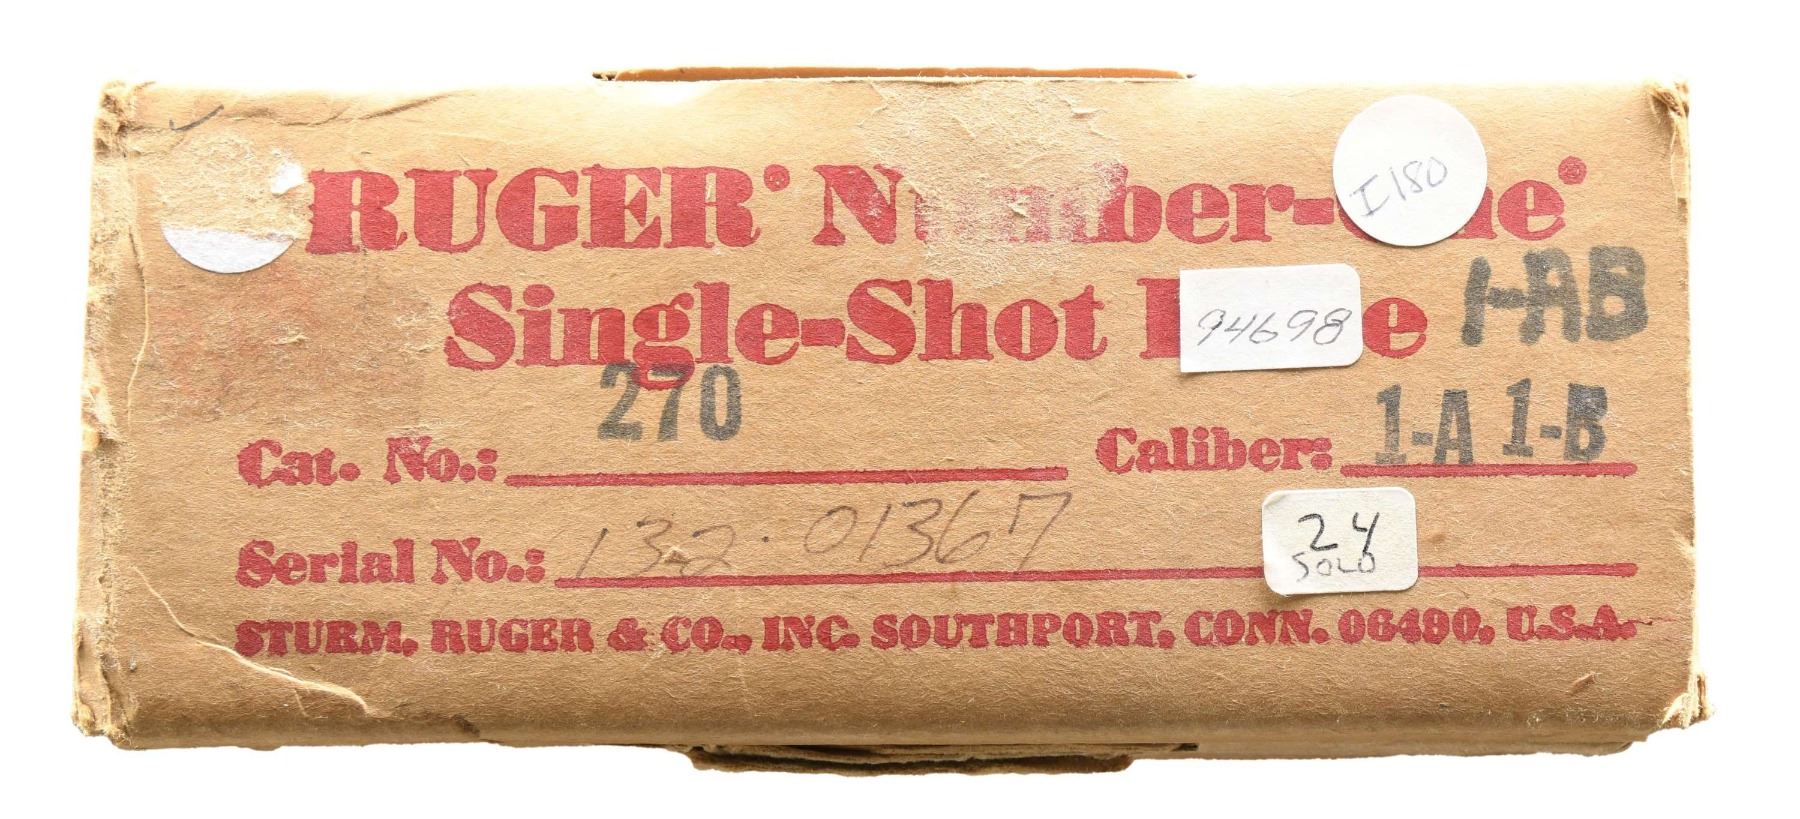 RUGER® Number-One®
I180
Single-Shot
94698
1-AB
270
Cat. No.:
Caliber: 1-A 1-B
Serial No.: 132-01367
24
SOLD
STURM, RUGER & CO., INC. SOUTHPORT, CONN. 06490, U.S.A.